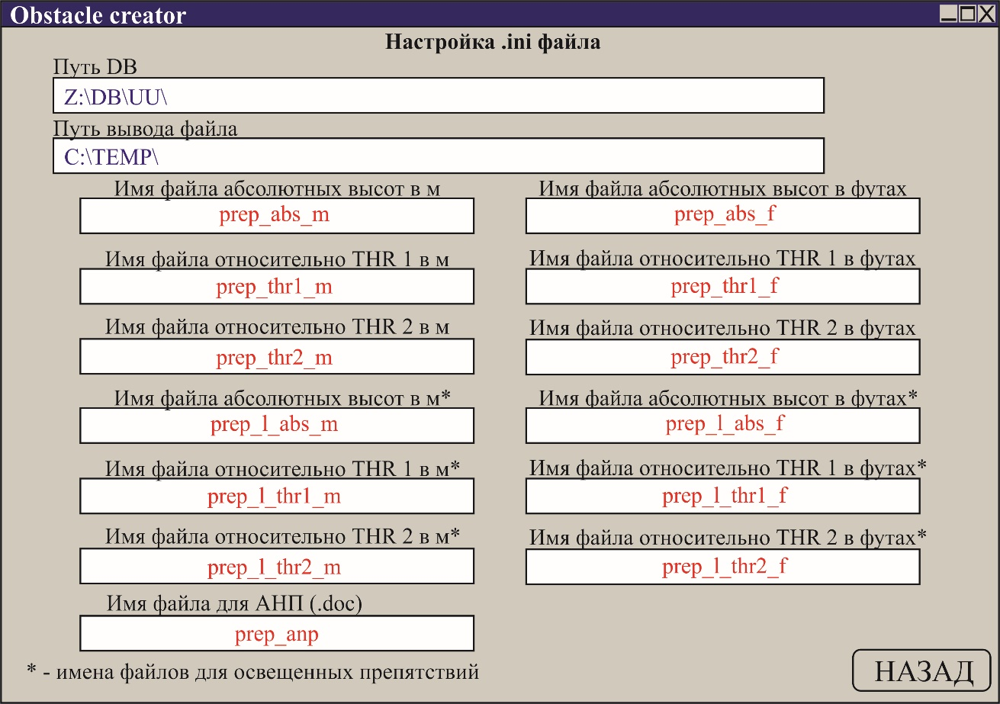 Obstacle creator
Настройка .ini файла
Путь DB
Z:\DB\UU\
Путь вывода файла
C:\TEMP\
Имя файла абсолютных высот в м
prep_abs_m
Имя файла абсолютных высот в футах
prep_abs_f
Имя файла относительно THR 1 в м
prep_thr1_m
Имя файла относительно THR 1 в футах
prep_thr1_f
Имя файла относительно THR 2 в м
prep_thr2_m
Имя файла относительно THR 2 в футах
prep_thr2_f
Имя файла абсолютных высот в м*
prep_l_abs_m
Имя файла абсолютных высот в футах*
prep_l_abs_f
Имя файла относительно THR 1 в м*
prep_l_thr1_m
Имя файла относительно THR 1 в футах*
prep_l_thr1_f
Имя файла относительно THR 2 в м*
prep_l_thr2_m
Имя файла относительно THR 2 в футах*
prep_l_thr2_f
Имя файла для АНП (.doc)
prep_anp
* - имена файлов для освещенных препятствий
НАЗАД